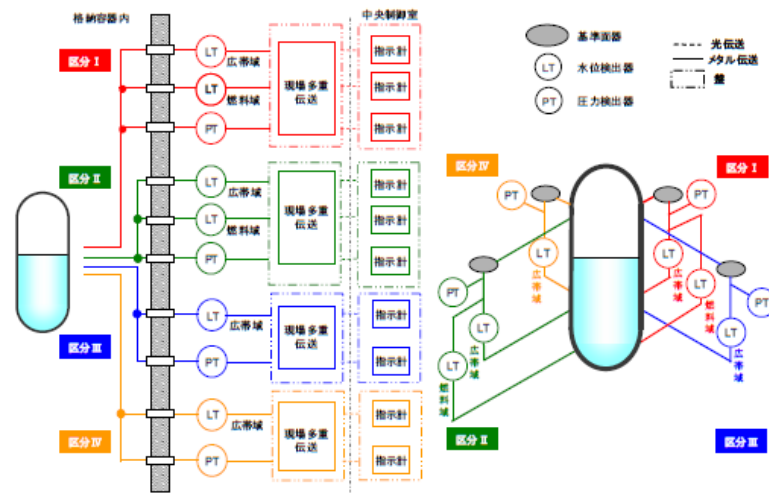 格納容器内
中央制御室
区分Ⅰ
LT
広帯域
LT
燃料域
PT
現場多重
伝送
指示計
指示計
指示計
区分Ⅱ
LT
広帯域
LT
燃料域
PT
現場多重
伝送
指示計
指示計
指示計
区分Ⅲ
LT
広帯域
PT
現場多重
伝送
指示計
指示計
区分Ⅳ
LT
広帯域
PT
現場多重
伝送
指示計
指示計
基準面器
LT
水位検出器
PT
圧力検出器
光伝送
メタル伝送
盤
区分Ⅳ
区分Ⅰ
PT
LT
広帯域
PT
LT
広帯域
LT
燃料域
PT
LT
広帯域
LT
燃料域
PT
LT
広帯域
区分Ⅱ
区分Ⅲ